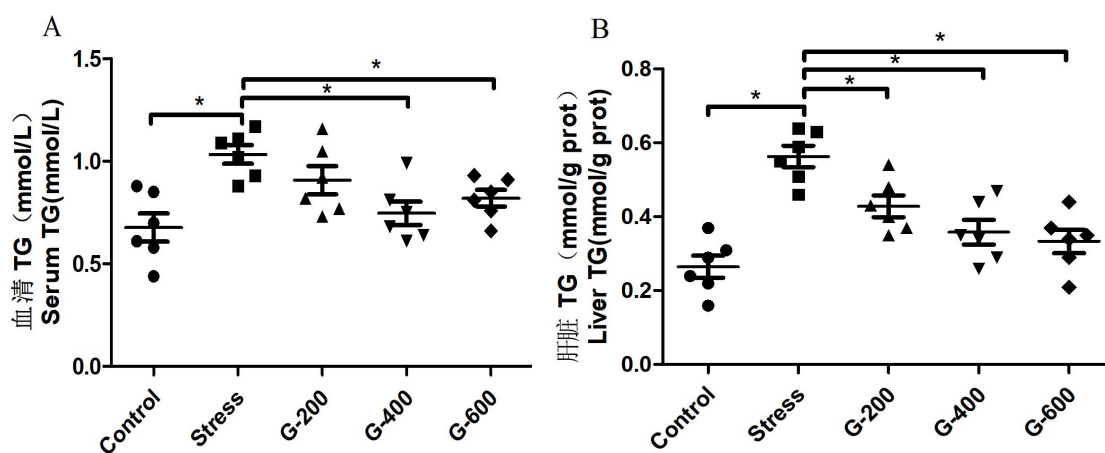 A
血清 TG（mmol/L）
Serum TG(mmol/L)
1.5
1.0
0.5
0.0
*
*
*
Control
Stress
G-200
G-400
G-600
B
肝脏 TG（mmol/g prot）
Liver TG(mmol/g prot)
0.8
0.6
0.4
0.2
0.0
*
*
*
*
Control
Stress
G-200
G-400
G-600